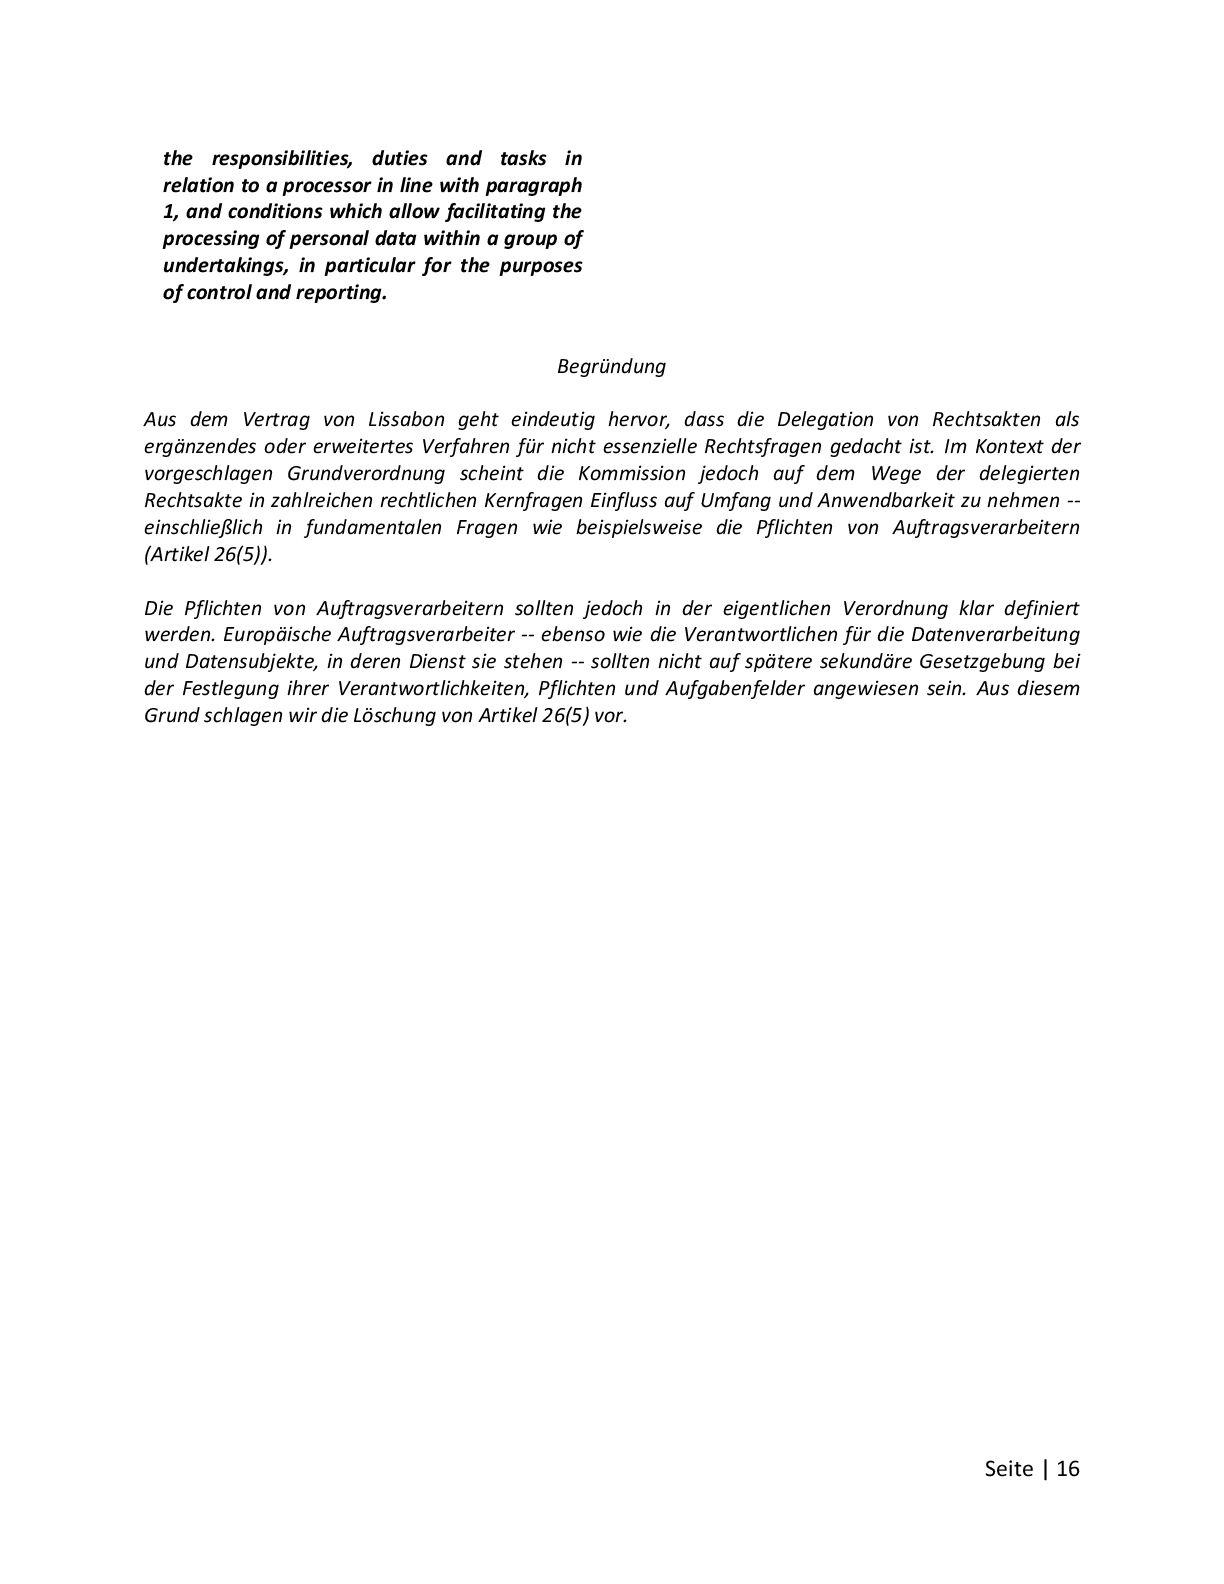 the responsibilities, duties and tasks in
relation to a processor in line with paragraph
1, and conditions which allow facilitating the
processing of personal data within a group of
undertakings, in particular for the purposes
of control and reporting.
Begründung
Aus dem Vertrag von Lissabon geht eindeutig hervor, dass die Delegation von Rechtsakten als
ergänzendes oder erweitertes Verfahren für nicht essenzielle Rechtsfragen gedacht ist. Im Kontext der
vorgeschlagen Grundverordnung scheint die Kommission jedoch auf dem Wege der delegierten
Rechtsakte in zahlreichen rechtlichen Kernfragen Einfluss auf Umfang und Anwendbarkeit zu nehmen --
einschließlich in fundamentalen Fragen wie beispielsweise die Pflichten von Auftragsverarbeitern
(Artikel 26(5)).
Die Pflichten von Auftragsverarbeitern sollten jedoch in der eigentlichen Verordnung klar definiert
werden. Europäische Auftragsverarbeiter -- ebenso wie die Verantwortlichen für die Datenverarbeitung
und Datensubjekte, in deren Dienst sie stehen -- sollten nicht auf spätere sekundäre Gesetzgebung bei
der Festlegung ihrer Verantwortlichkeiten, Pflichten und Aufgabenfelder angewiesen sein. Aus diesem
Grund schlagen wir die Löschung von Artikel 26(5) vor.
Seite | 16